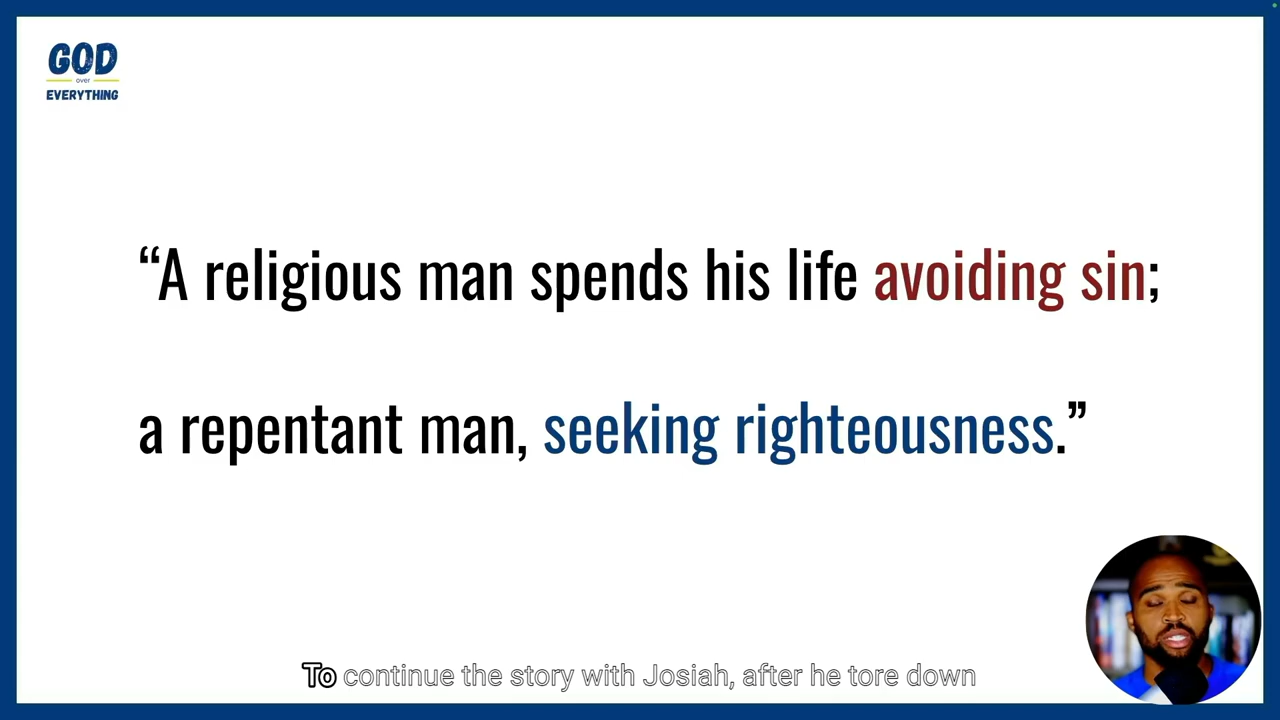 GOD
over
EVERYTHING
“A religious man spends his life avoiding sin;
a repentant man, seeking righteousness.”
To continue the story with Josiah, after he tore down